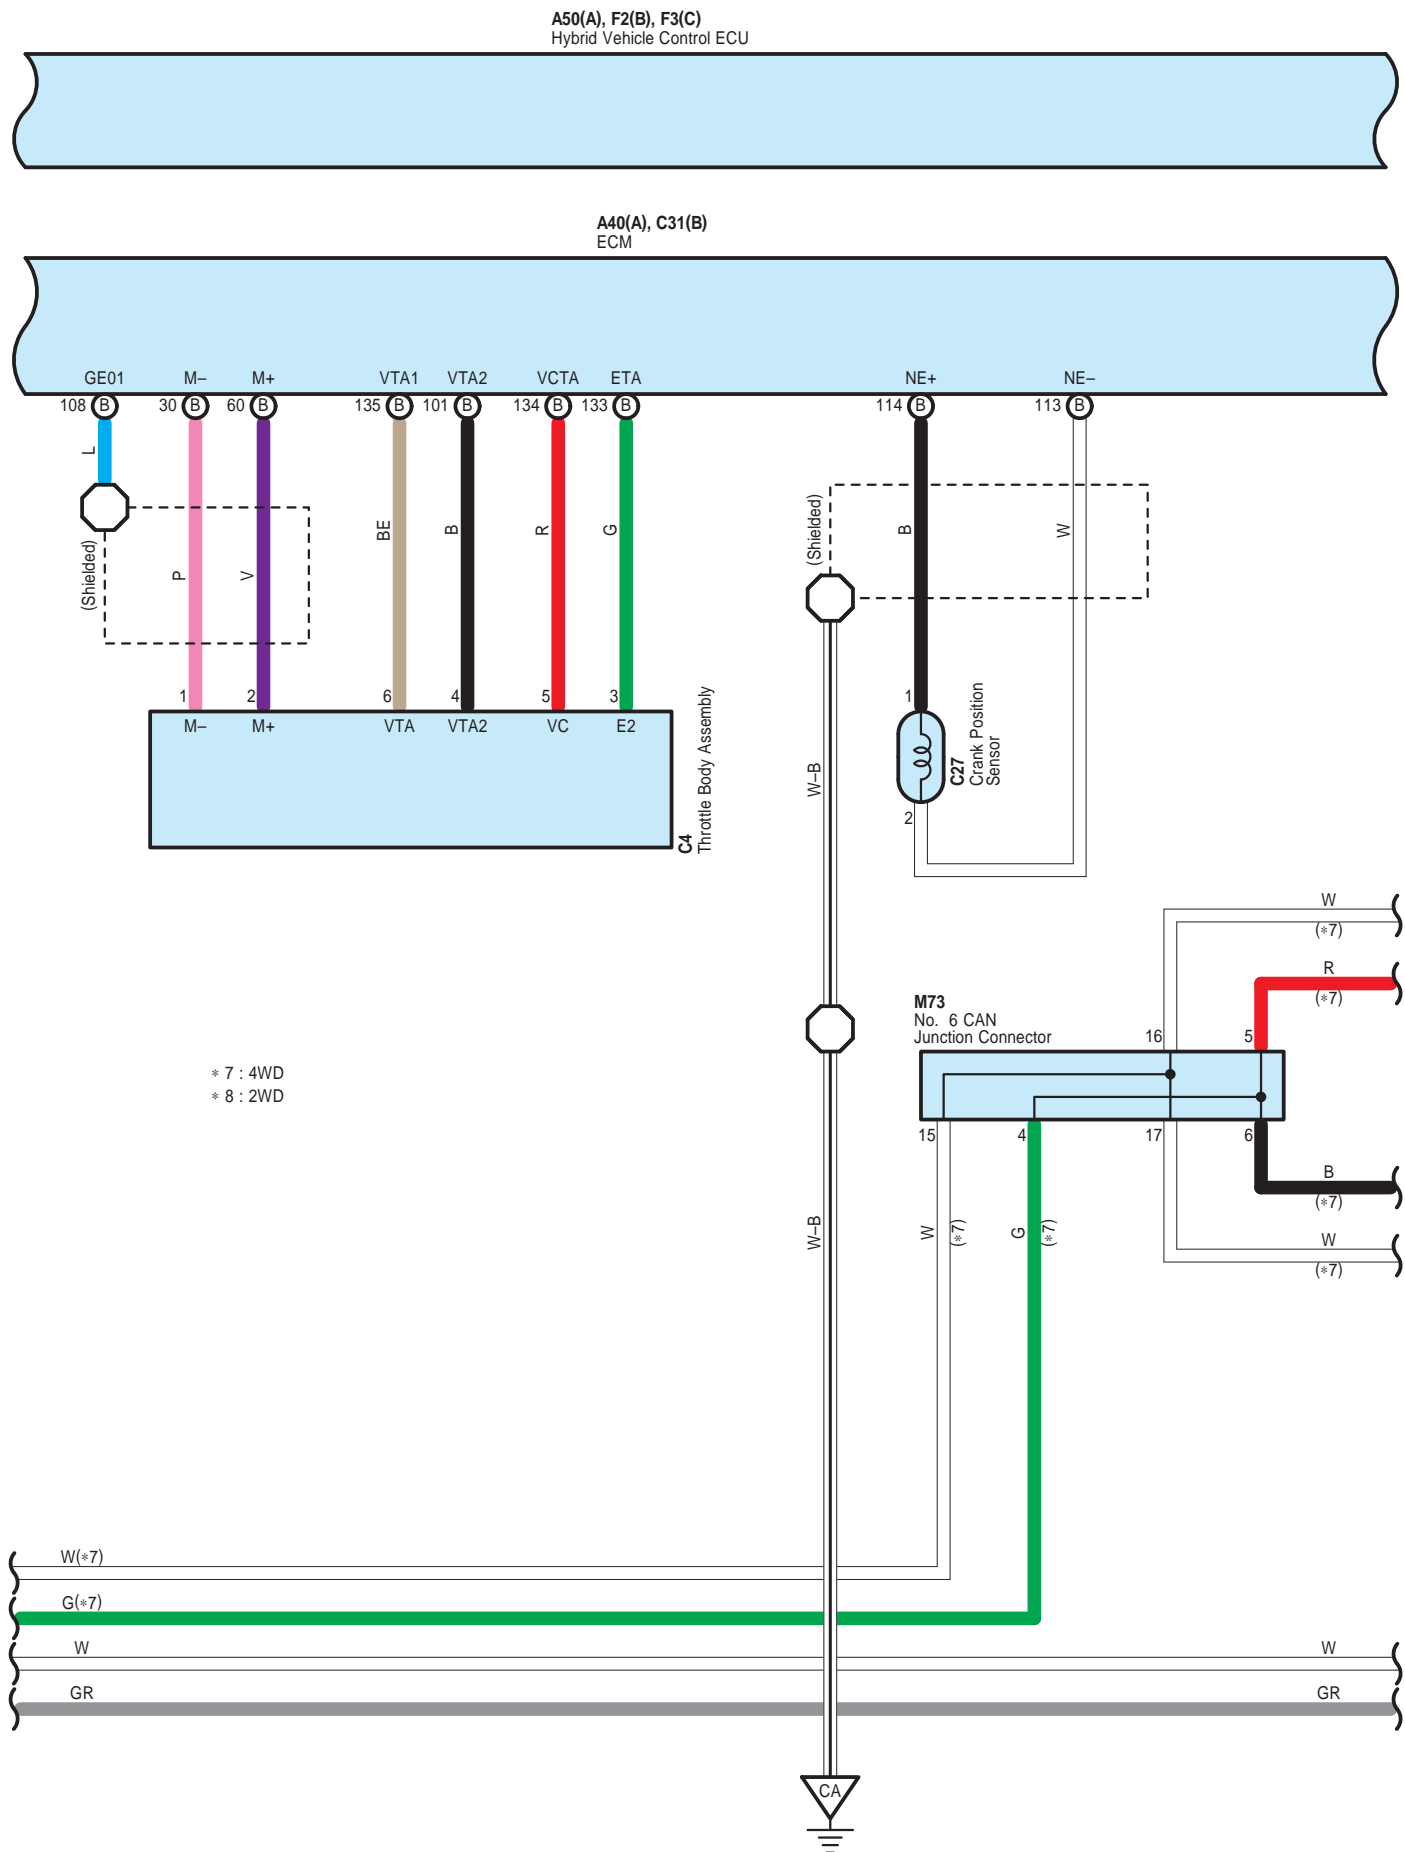 A50(A), F2(B), F3(C)
Hybrid Vehicle Control ECU
A40(A), C31(B)
ECM
GE01 M– M+ VTA1 VTA2 VCTA ETA NE+ NE–
108 B 30 B 60 B 135 B 101 B 134 B 133 B 114 B 113 B
L
(Shielded)
P
V
BE
B
R
G
(Shielded)
B
W
1 2 6 4 5 3
M– M+ VTA VTA2 VC E2
C4
Throttle Body Assembly
1
C27
Crank Position
Sensor
2
W–B
W
(*7)
R
(*7)
M73
No. 6 CAN
Junction Connector
16 5
15 4 17 6
* 7 : 4WD
* 8 : 2WD
B
(*7)
W
(*7)
W–B
W
(*7)
G
(*7)
W(*7)
G(*7)
W W
GR GR
CA